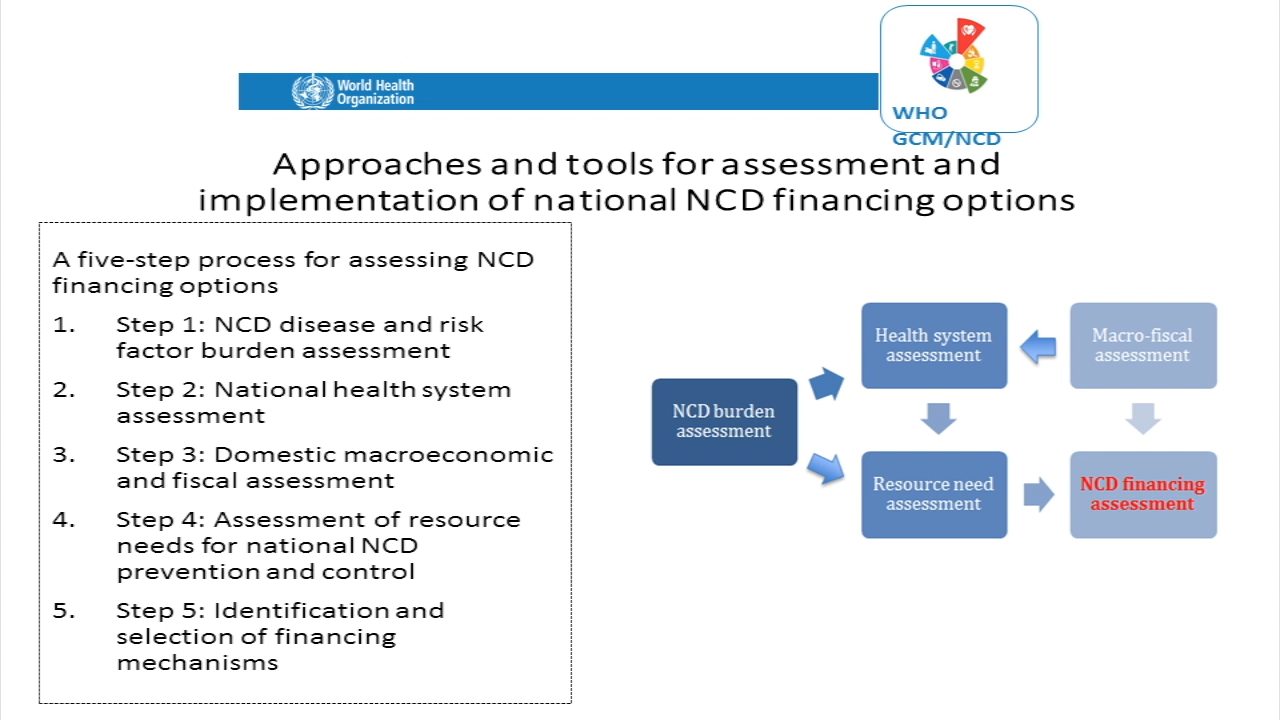 World Health
Organization
WHO
GCM/NCD
Approaches and tools for assessment and
implementation of national NCD financing options
A five-step process for assessing NCD
financing options
1. Step 1: NCD disease and risk
factor burden assessment
2. Step 2: National health system
assessment
3. Step 3: Domestic macroeconomic
and fiscal assessment
4. Step 4: Assessment of resource
needs for national NCD
prevention and control
5. Step 5: Identification and
selection of financing
mechanisms
NCD burden
assessment
Health system
assessment
Macro-fiscal
assessment
Resource need
assessment
NCD financing
assessment